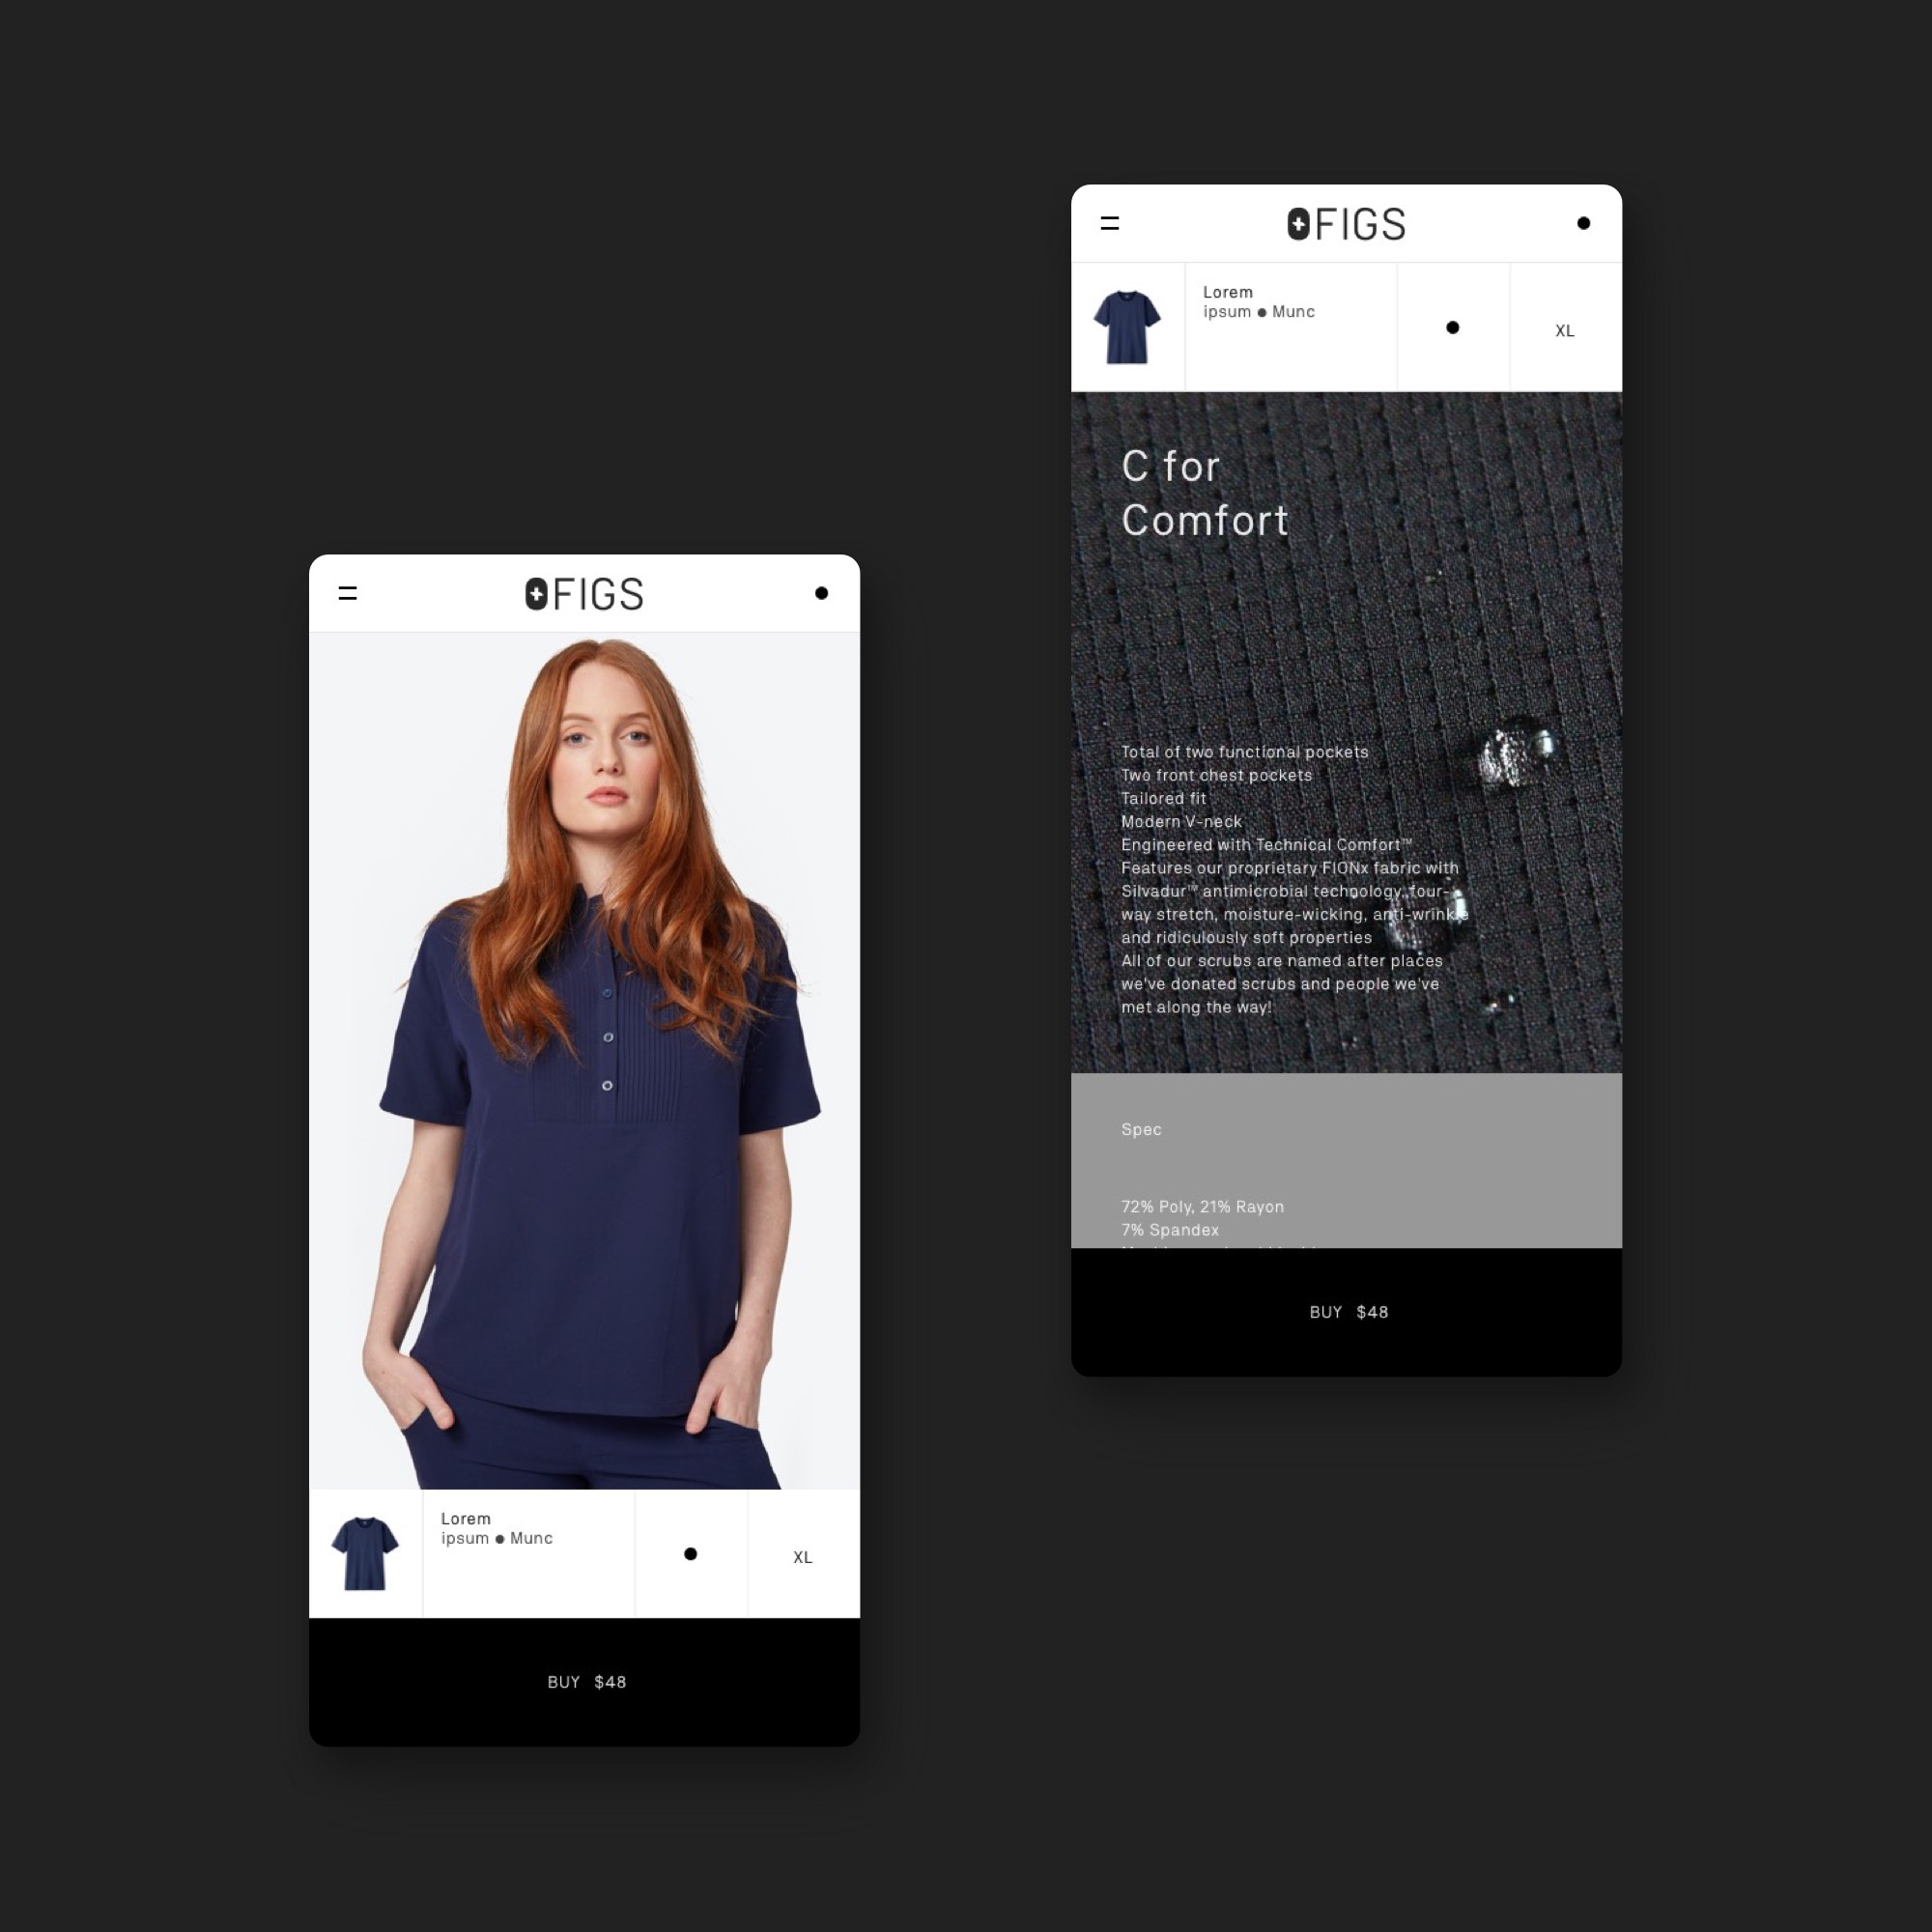 FIGS
Lorem
ipsum ● Munc
XL
BUY $48
FIGS
Lorem
ipsum ● Munc
XL
C for
Comfort
Total of two functional pockets
Two front chest pockets
Tailored fit
Modern V-neck
Engineered with Technical Comfort™
Features our proprietary FIONx fabric with
Silvadur™ antimicrobial technology, four-
way stretch, moisture-wicking, anti-wrinkle
and ridiculously soft properties
All of our scrubs are named after places
we've donated scrubs and people we've
met along the way!
Spec
72% Poly, 21% Rayon
7% Spandex
BUY $48